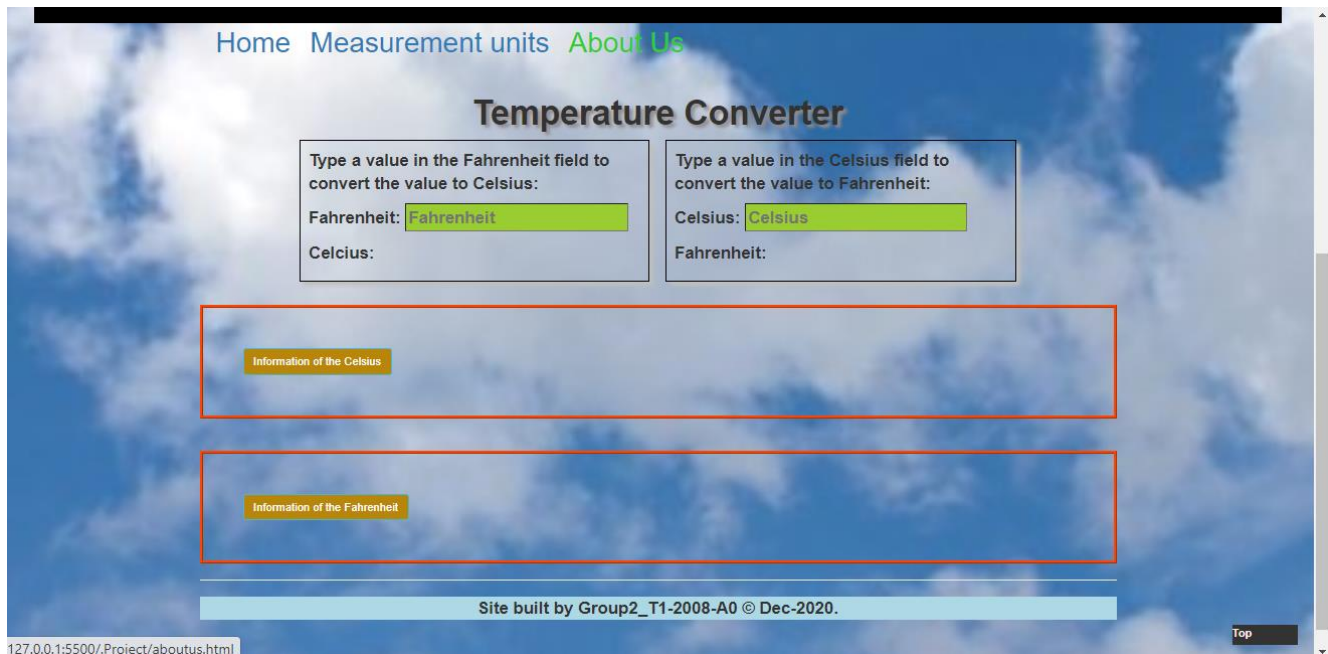 Home Measurement units About Us
Temperature Converter
Type a value in the Fahrenheit field to
convert the value to Celsius:
Fahrenheit: Fahrenheit
Celcius:
Type a value in the Celsius field to
convert the value to Fahrenheit:
Celsius: Celsius
Fahrenheit:
Information of the Celsius
Information of the Fahrenheit
Site built by Group2_T1-2008-A0 © Dec-2020.
Top
127.0.0.1:5500/.Project/aboutus.html